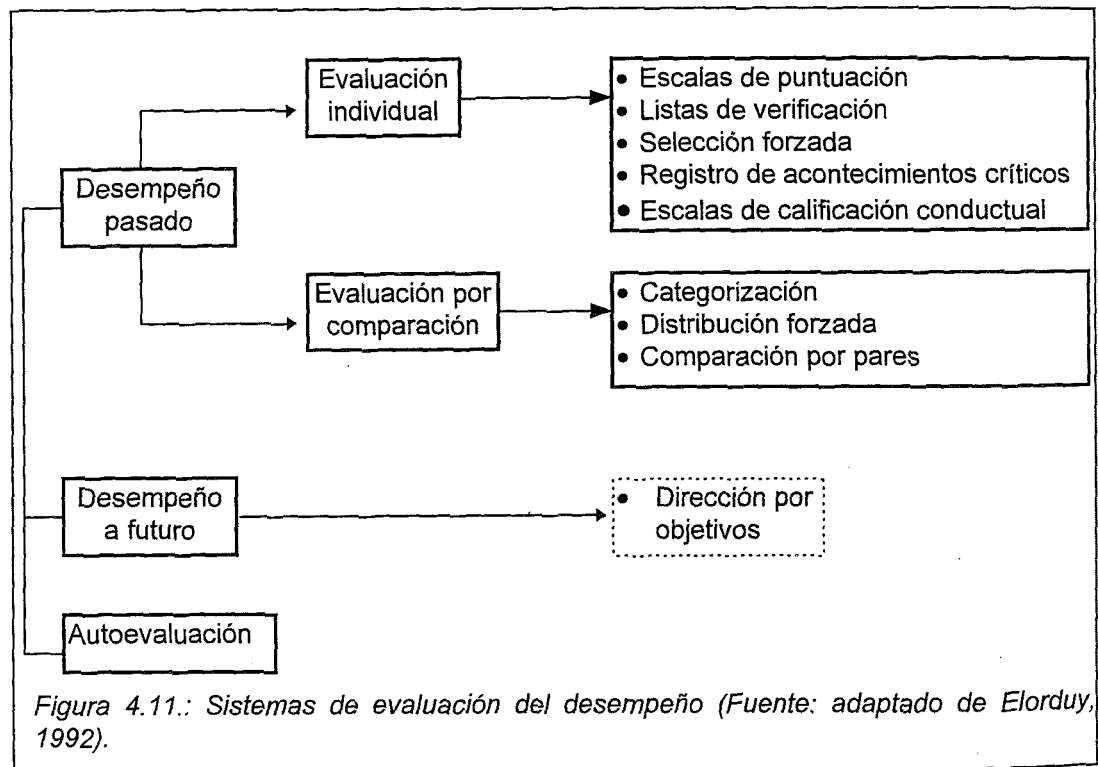 Evaluación
individual
• Escalas de puntuación
• Listas de verificación
• Selección forzada
• Registro de acontecimientos críticos
• Escalas de calificación conductual
Desempeño
pasado
Evaluación por
comparación
• Categorización
• Distribución forzada
• Comparación por pares
Desempeño
a futuro
• Dirección por
objetivos
Autoevaluación
Figura 4.11.: Sistemas de evaluación del desempeño (Fuente: adaptado de Elorduy,
1992).